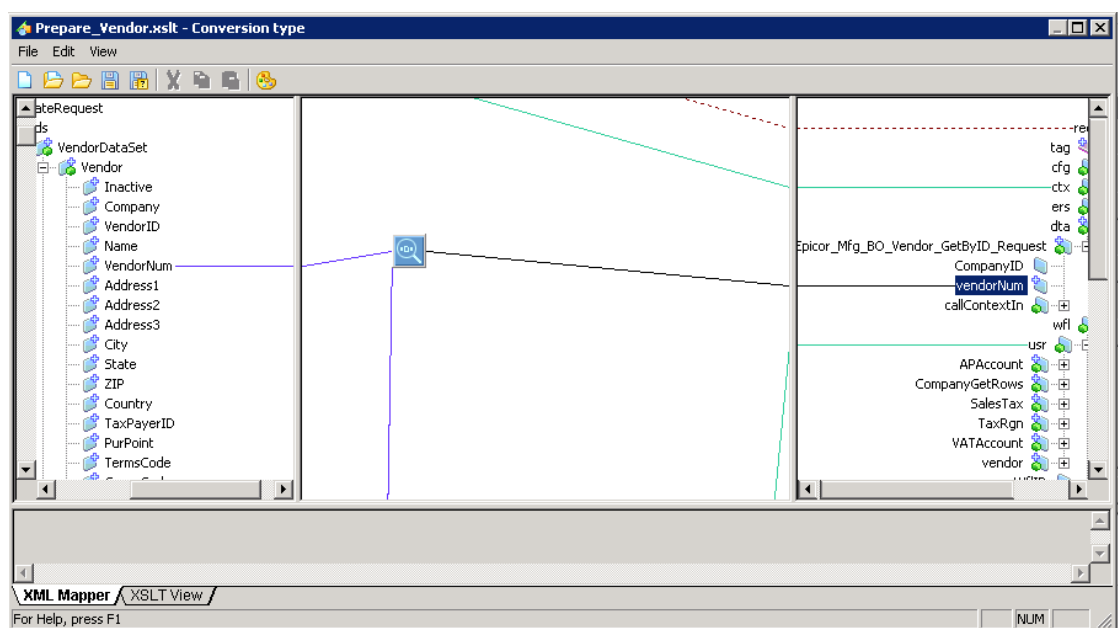 Prepare_Vendor.xslt - Conversion type
File Edit View
ateRequest
ds
VendorDataSet
Vendor
Inactive
Company
VendorID
Name
VendorNum
Address1
Address2
Address3
City
State
ZIP
Country
TaxPayerID
PurPoint
TermsCode
req
tag
cfg
ctx
ers
dta
Epicor_Mfg_BO_Vendor_GetByID_Request
CompanyID
vendorNum
callContextIn
wfl
usr
APAccount
CompanyGetRows
SalesTax
TaxRgn
VATAccount
vendor
XML Mapper XSLT View
For Help, press F1 NUM